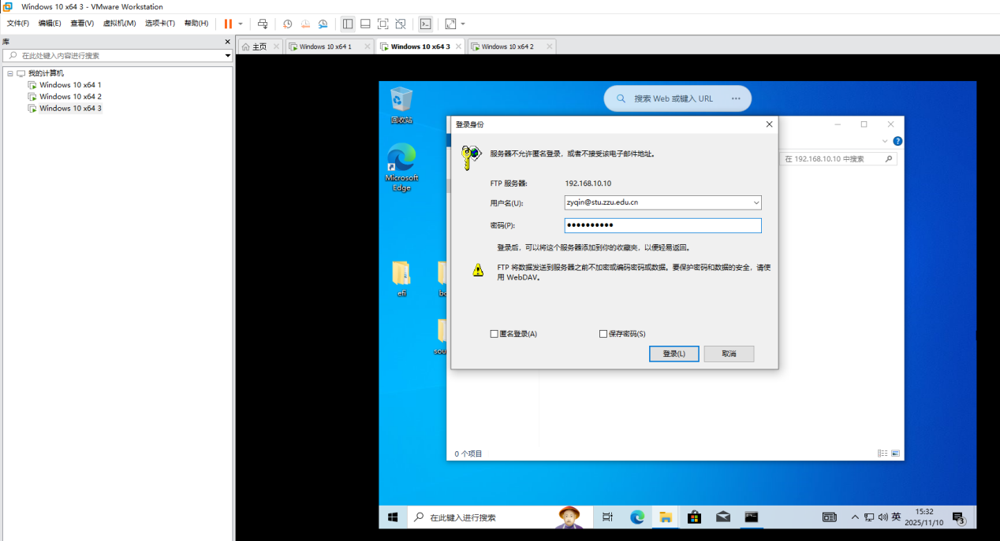 Windows 10 x64 3 - VMware Workstation
文件(F) 编辑(E) 查看(V) 虚拟机(M) 选项卡(T) 帮助(H)
库
在此处键入内容进行搜索
我的计算机
Windows 10 x64 1
Windows 10 x64 2
Windows 10 x64 3
主页 Windows 10 x64 1 Windows 10 x64 3 Windows 10 x64 2
回收站
搜索 Web 或键入 URL
Microsoft
Edge
efi
登录身份
服务器不允许匿名登录，或者不接受该电子邮件地址。
FTP 服务器: 192.168.10.10
用户名(U): zyqin@stu.zzu.edu.cn
密码(P): ●●●●●●●●●●
登录后，可以将这个服务器添加到你的收藏夹，以便轻易返回。
FTP 将数据发送到服务器之前不加密或编码密码或数据。要保护密码和数据的安全，请使
用 WebDAV。
匿名登录(A) 保存密码(S)
登录(L) 取消
在 192.168.10.10 中搜索
sou
0 个项目
在此键入进行搜索
英
15:32
2025/11/10
3